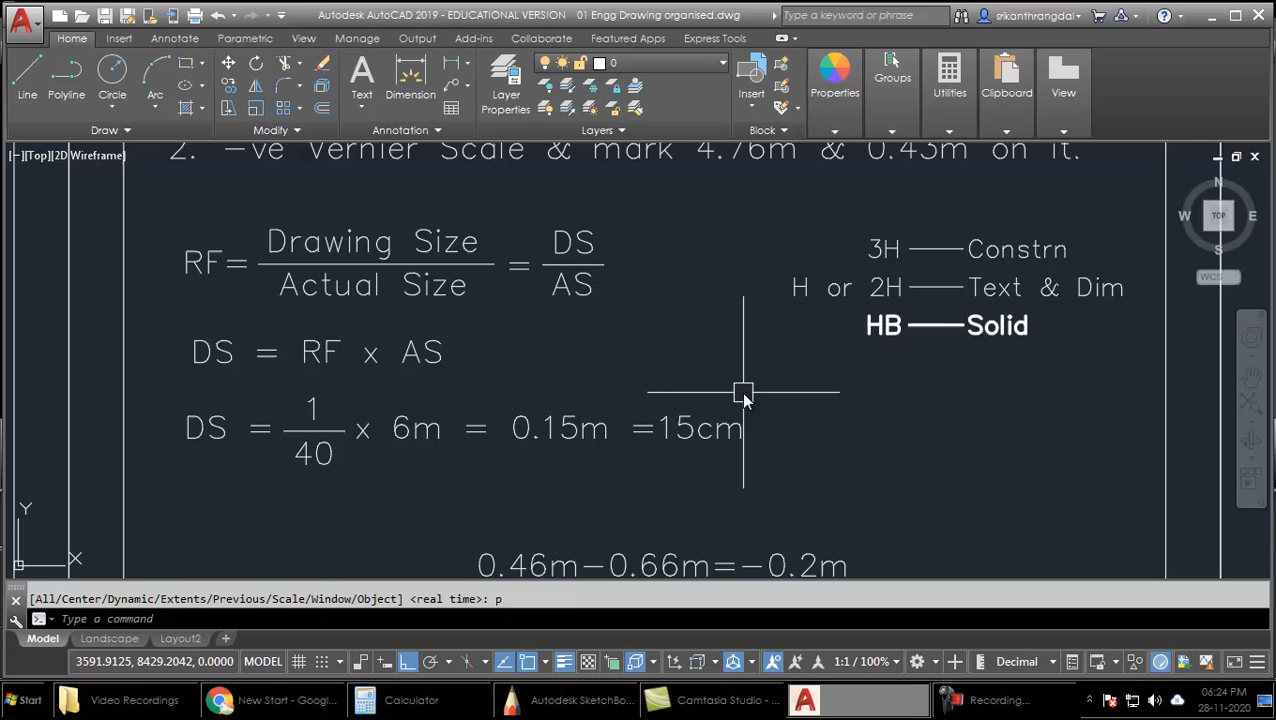 Autodesk AutoCAD 2019 - EDUCATIONAL VERSION 01 Engg Drawing organised.dwg
Type a keyword or phrase
srikanthrangdal
Home Insert Annotate Parametric View Manage Output Add-ins Collaborate Featured Apps Express Tools
Line Polyline Circle Arc Text Dimension Layer Properties 0 Insert Properties Groups Utilities Clipboard View
Draw Modify Annotation Layers Block
[−][Top][2D Wireframe]
2. -ve Vernier Scale & mark 4.76m & 0.43m on it.
N
W TOP E
S
WCS
RF= Drawing Size = DS
Actual Size AS
3H Constrn
H or 2H Text & Dim
HB Solid
DS = RF x AS
DS = 1 x 6m = 0.15m =15cm
40
Y
X
0.46m-0.66m=-0.2m
[All/Center/Dynamic/Extents/Previous/Scale/Window/Object] <real time>: p
Type a command
Model Landscape Layout2 +
3591.9125, 8429.2042, 0.0000 MODEL 1:1 / 100% Decimal
Start Video Recordings New Start - Googl... Calculator Autodesk SketchBo... Camtasia Studio - ... Recording...
06:24 PM
28-11-2020